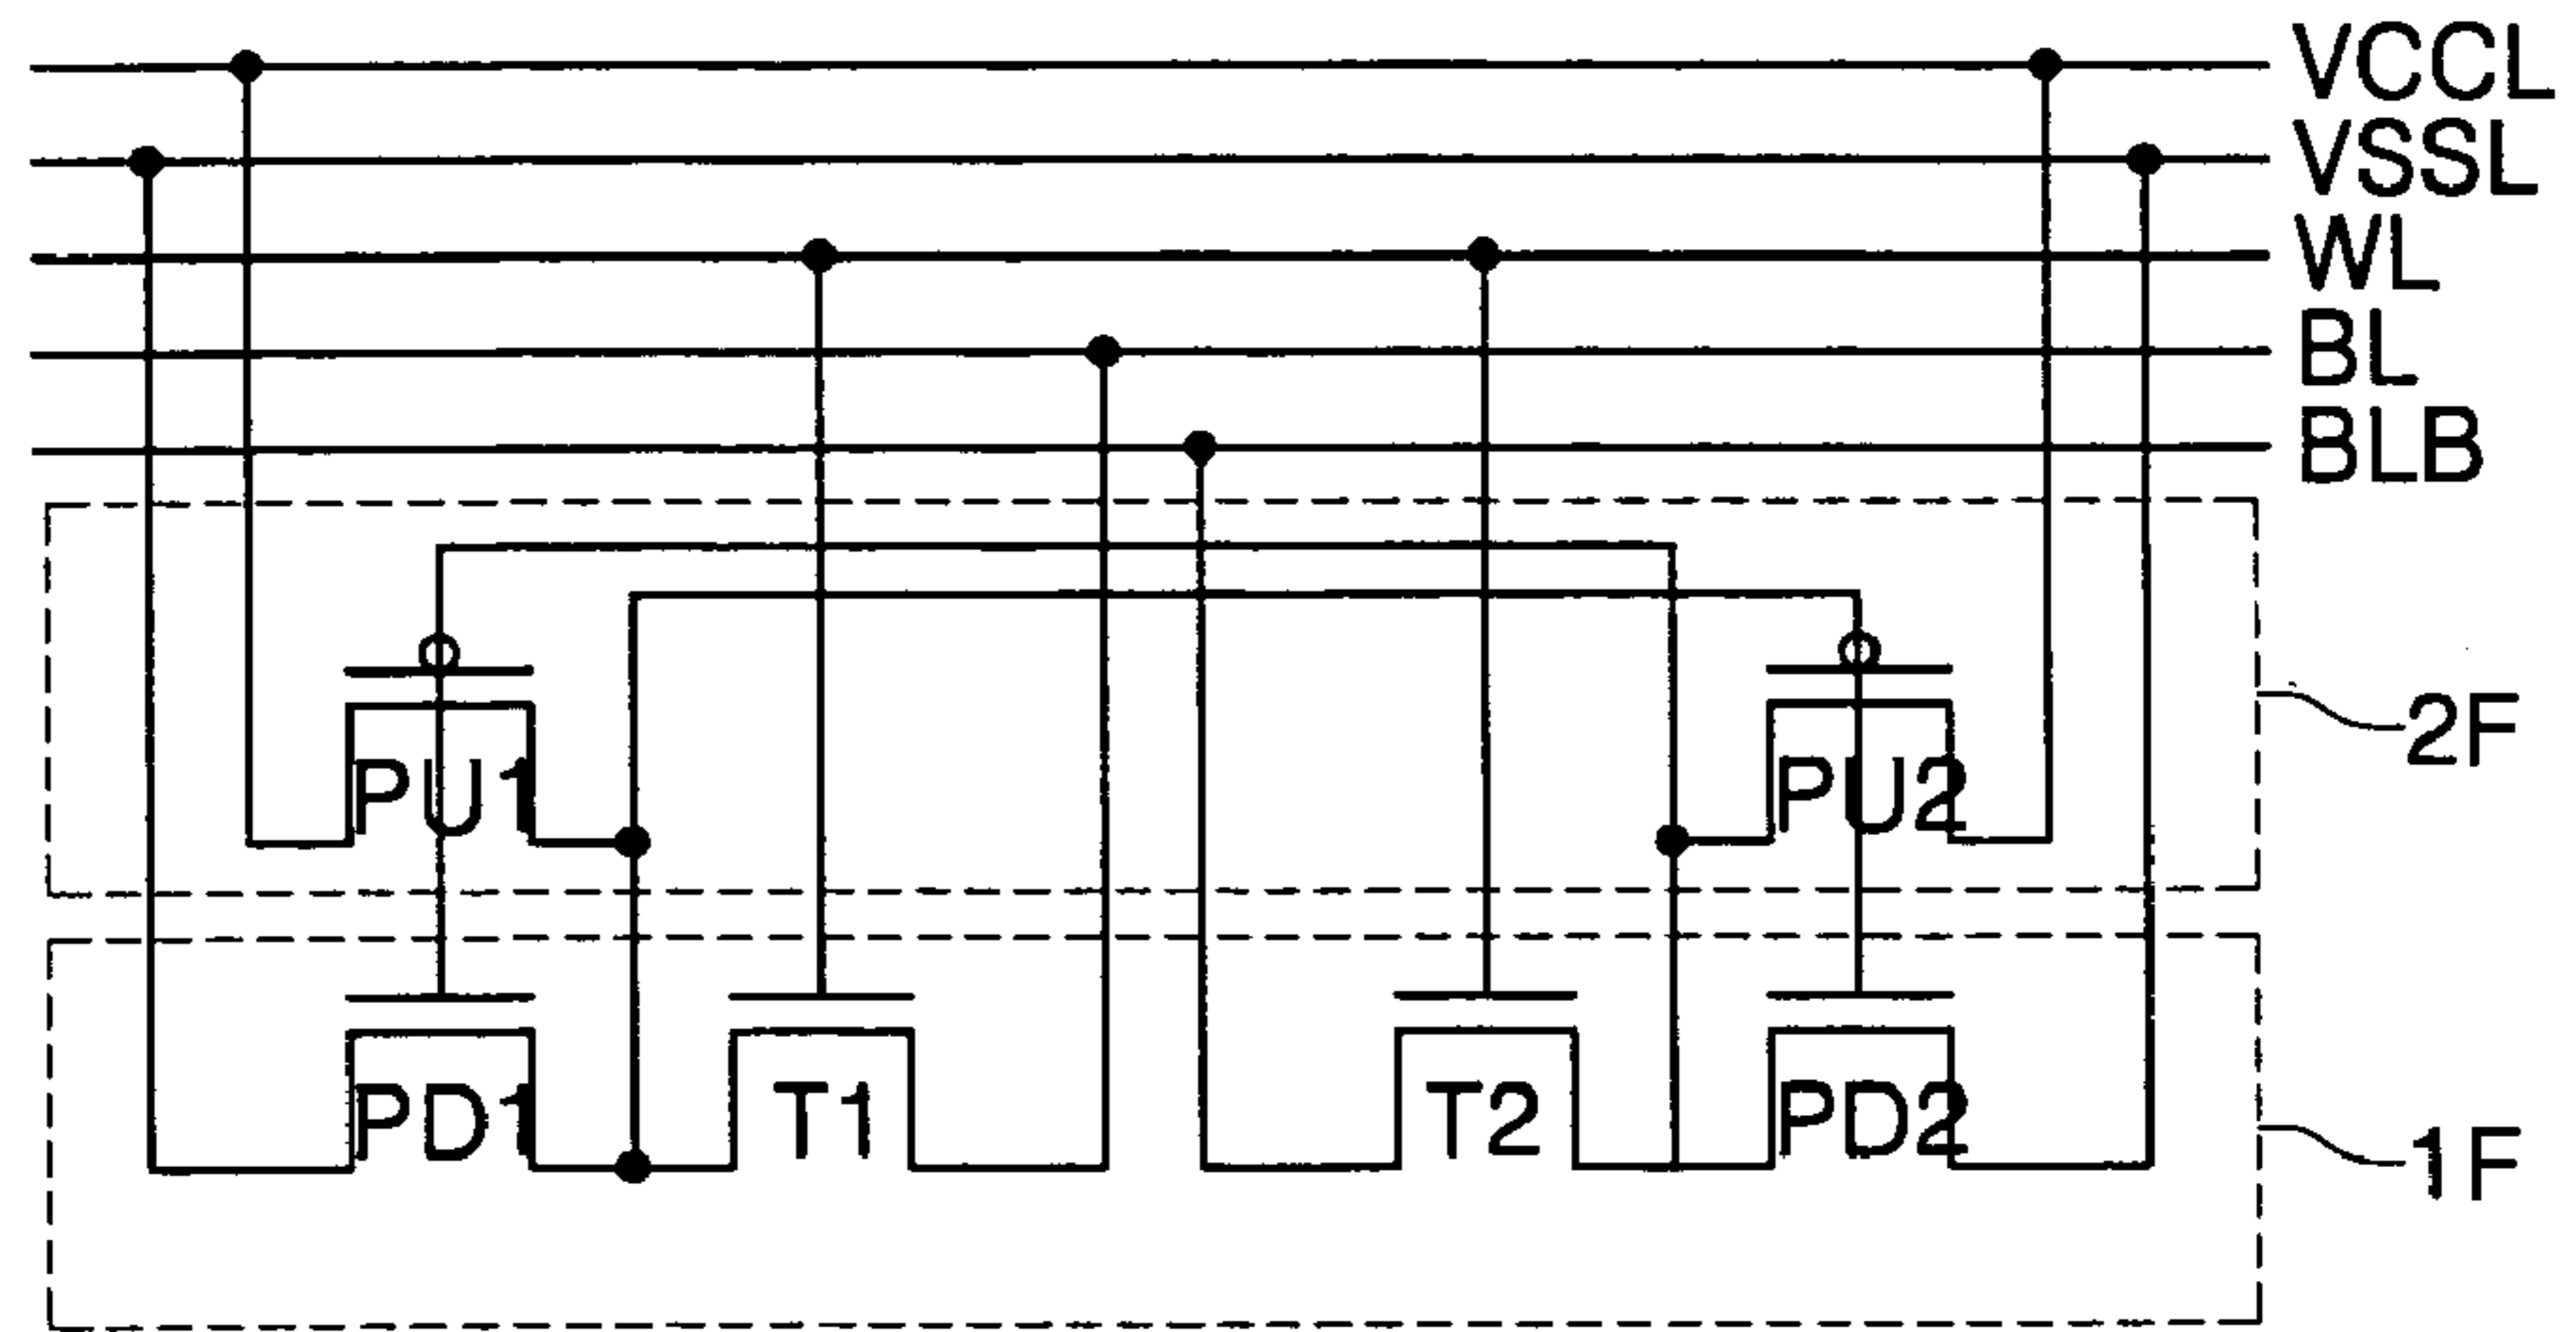 VCCL
VSSL
WL
BL
BLB
PU1
PU2
2F
PD1
T1
T2
PD2
1F